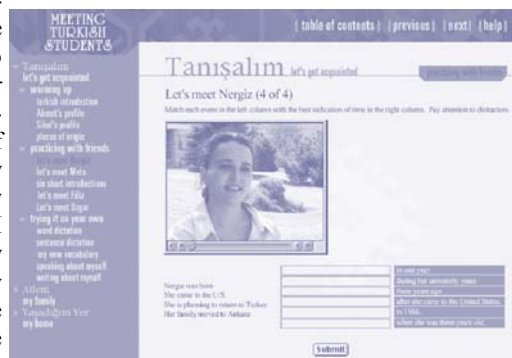 MEETING
TURKISH
STUDENTS
| table of contents | | previous | | next | | help |
Tanışalım
let's get acquainted
warming up
turkish introduction
Ahmet's profile
Sibel's profile
places of origin
practicing with friends
let's meet Nergiz
let's meet Mete
six short introductions
let's meet Filiz
Let's meet Özgür
trying it on your own
word dictation
sentence dictation
my new vocabulary
speaking about myself
writing about myself
Ailem
my family
Yaşadığım Yer
my home
Tanışalım let's get acquainted
practicing with friends
Let's meet Nergiz (4 of 4)
Match each event in the left column with the best indication of time in the right column. Pay attention to distractors.
Nergiz was born
She came to the U.S.
She is planning to return to Turkey
Her family moved to Ankara
in one year
during her university years
three years ago
after she came to the United States.
in 1966.
when she was three years old.
Submit